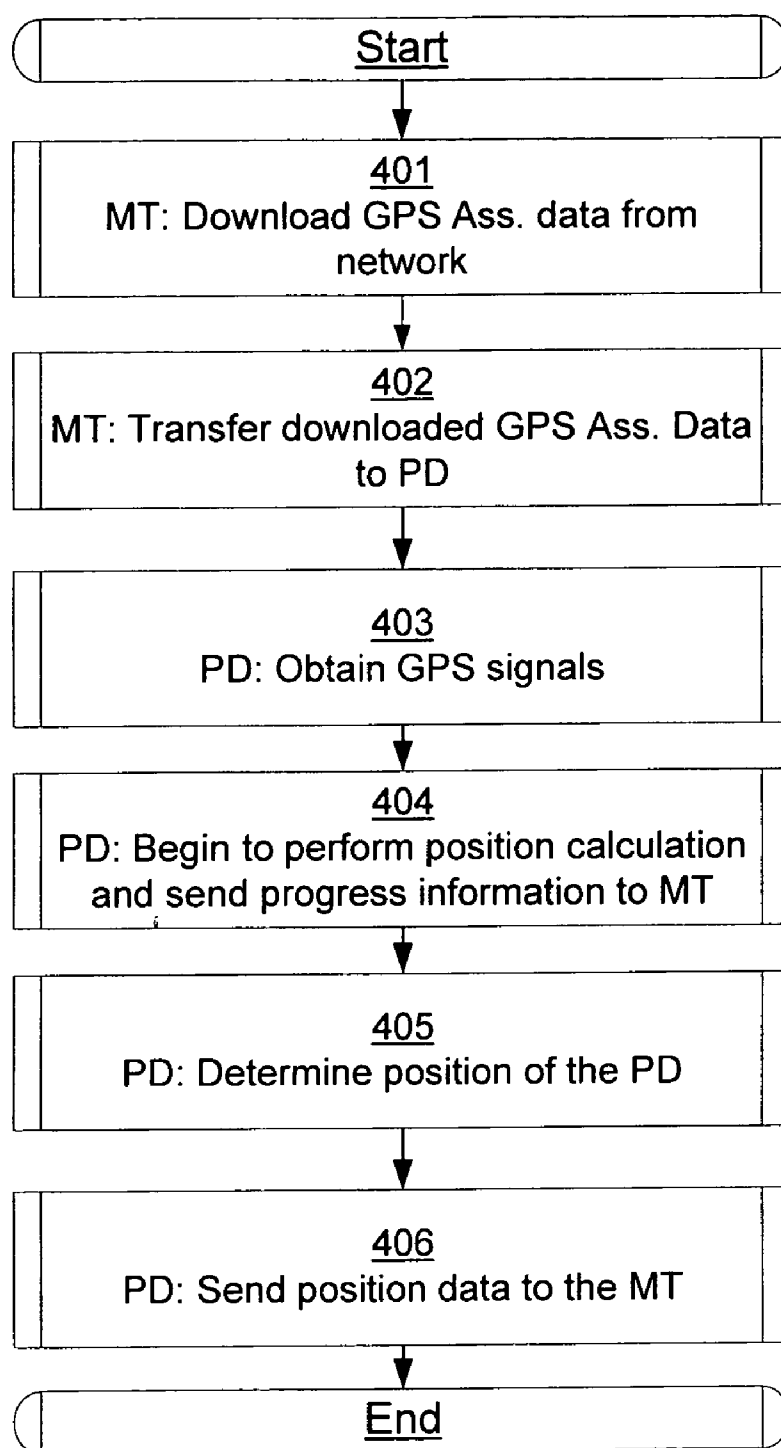 Start
401
MT: Download GPS Ass. data from
network
402
MT: Transfer downloaded GPS Ass. Data
to PD
403
PD: Obtain GPS signals
404
PD: Begin to perform position calculation
and send progress information to MT
405
PD: Determine position of the PD
406
PD: Send position data to the MT
End